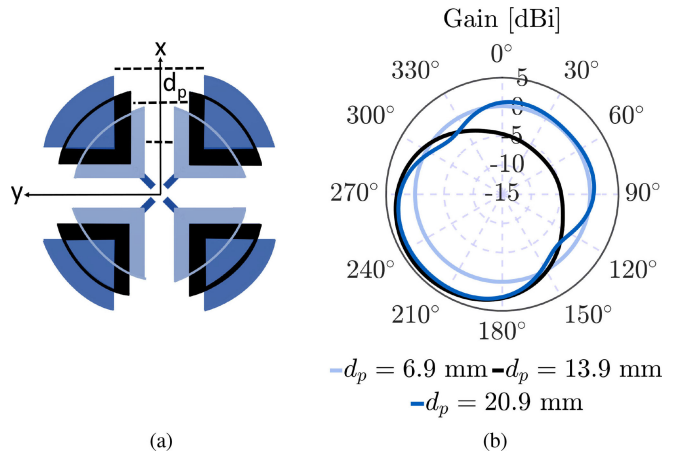 x
d_p
y
(a)
Gain [dBi]
0°
330°
30°
5
300°
0
60°
-5
-10
270°
-15
90°
240°
120°
210°
150°
180°
d_p = 6.9 mm
d_p = 13.9 mm
d_p = 20.9 mm
(b)